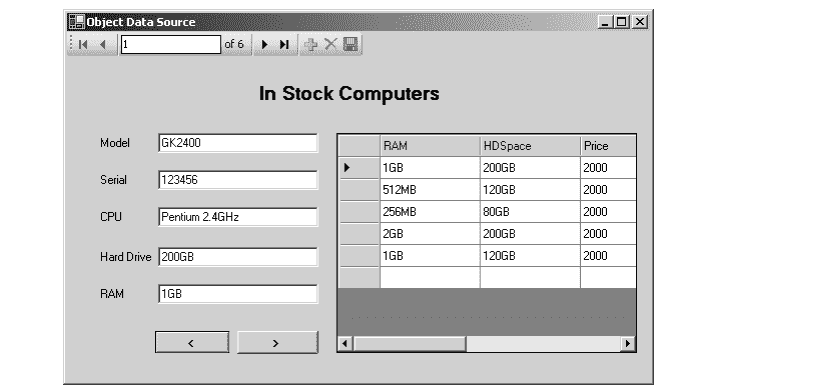 Object Data Source
1 of 6
In Stock Computers
Model GK2400
Serial 123456
CPU Pentium 2.4GHz
Hard Drive 200GB
RAM 1GB
< >
RAM HDSpace Price
1GB 200GB 2000
512MB 120GB 2000
256MB 80GB 2000
2GB 200GB 2000
1GB 120GB 2000